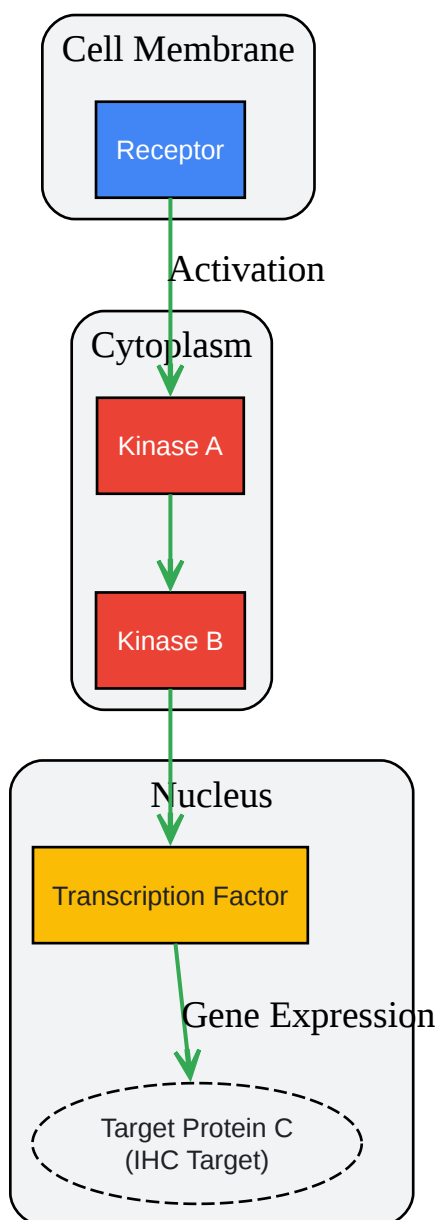 Cell Membrane
Receptor
Activation
Cytoplasm
Kinase A
Kinase B
Nucleus
Transcription Factor
Gene Expression
Target Protein C
(IHC Target)